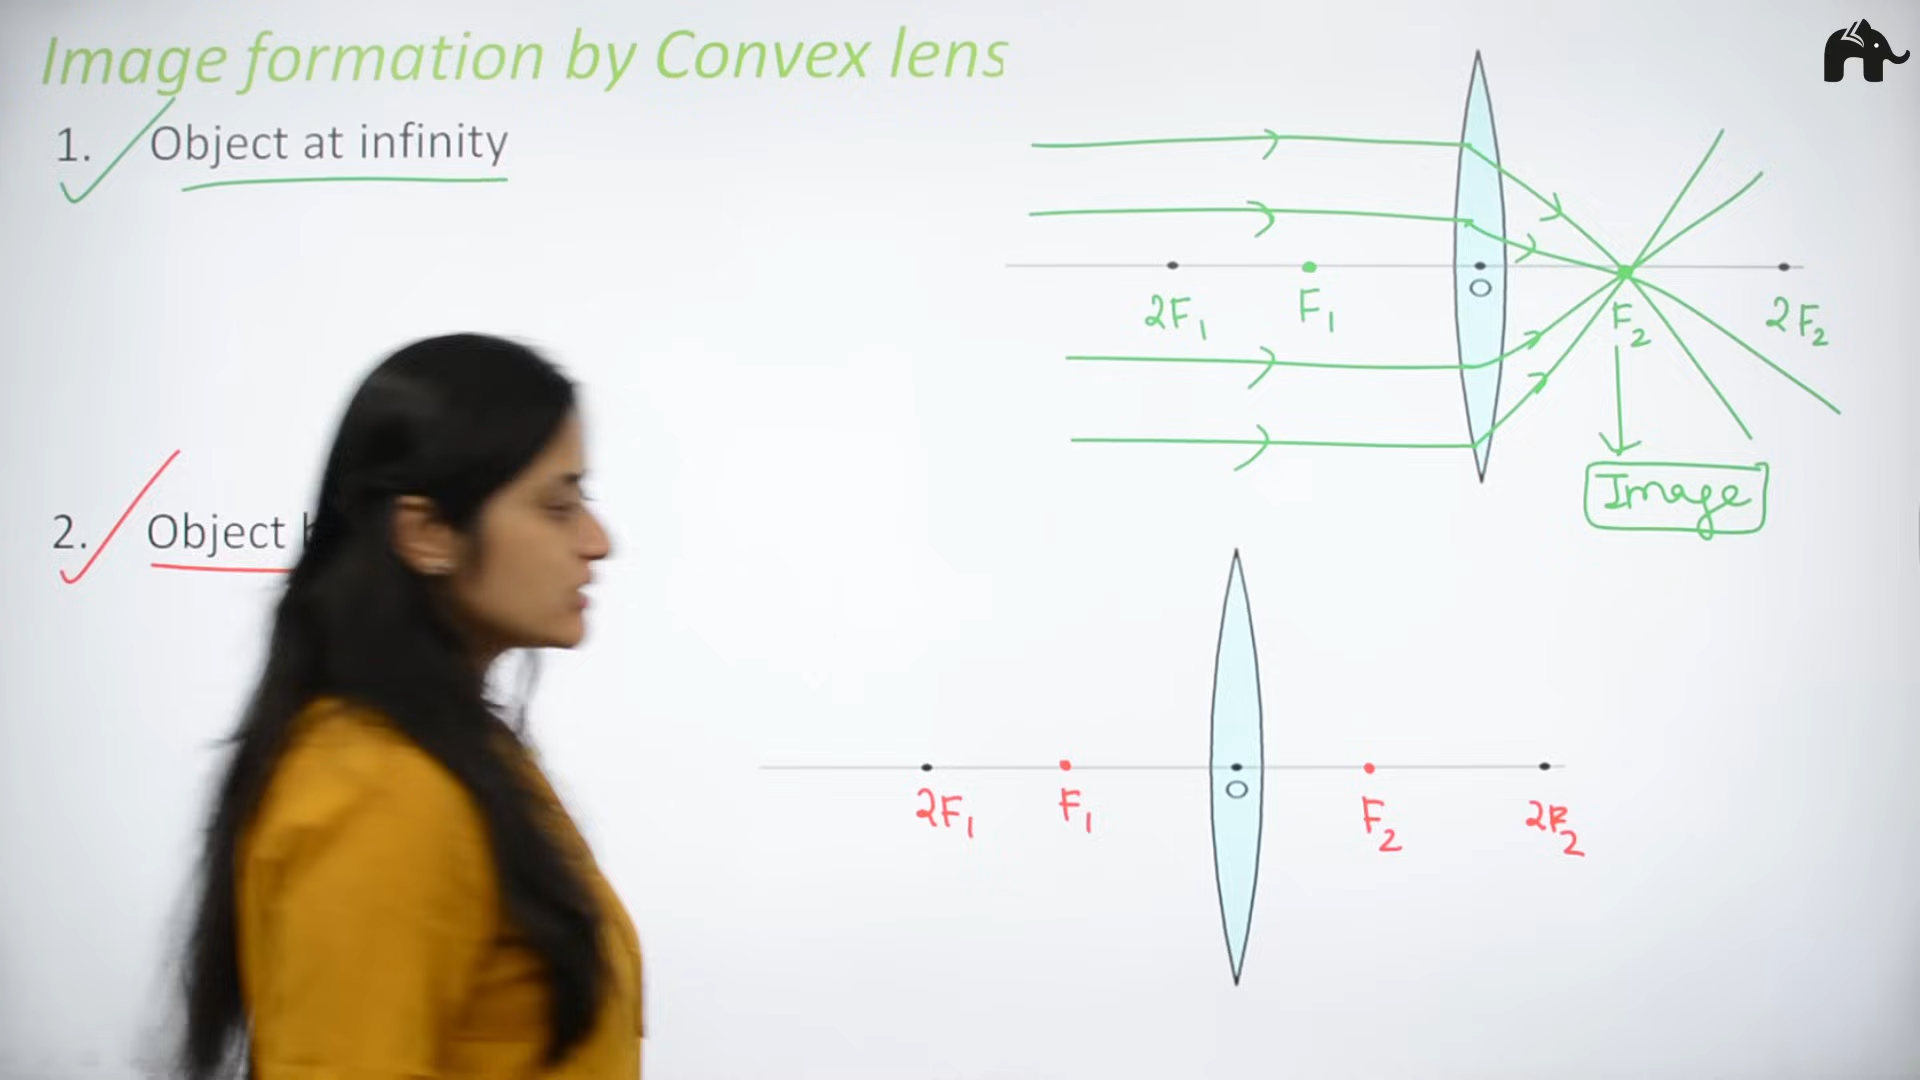 Image formation by Convex lens
1. Object at infinity
2F1 F1 O F2 2F2
Image
2. Object
O
2F1 F1 F2 2F2